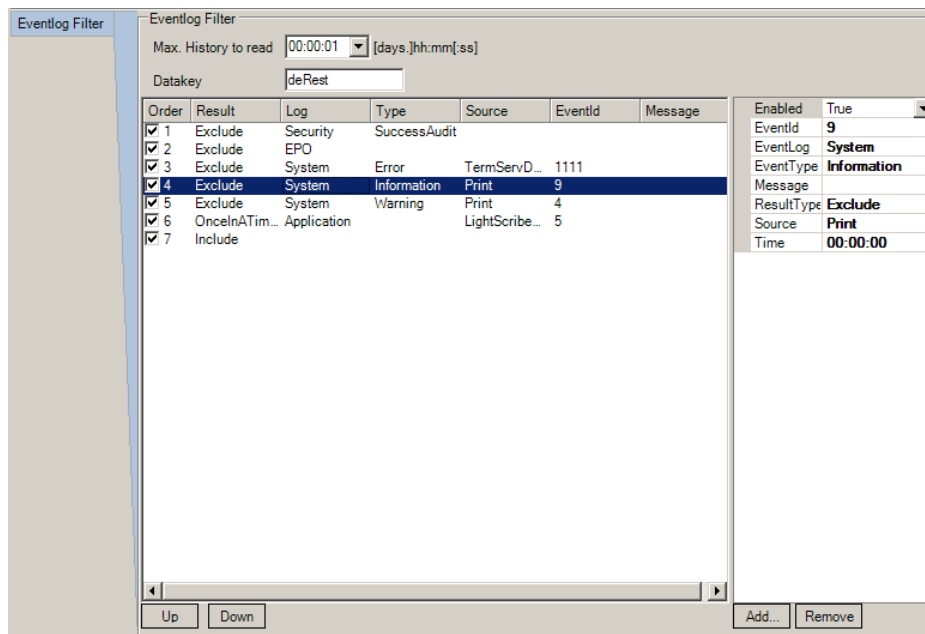 Eventlog Filter
Eventlog Filter
Max. History to read 00:00:01 [days.]hh:mm[:ss]
Datakey deRest
Order Result Log Type Source EventId Message
1 Exclude Security SuccessAudit
2 Exclude EPO
3 Exclude System Error TermServD... 1111
4 Exclude System Information Print 9
5 Exclude System Warning Print 4
6 OnceInATim... Application LightScribe... 5
7 Include
Enabled True
EventId 9
EventLog System
EventType Information
Message
ResultType Exclude
Source Print
Time 00:00:00
Up Down Add... Remove